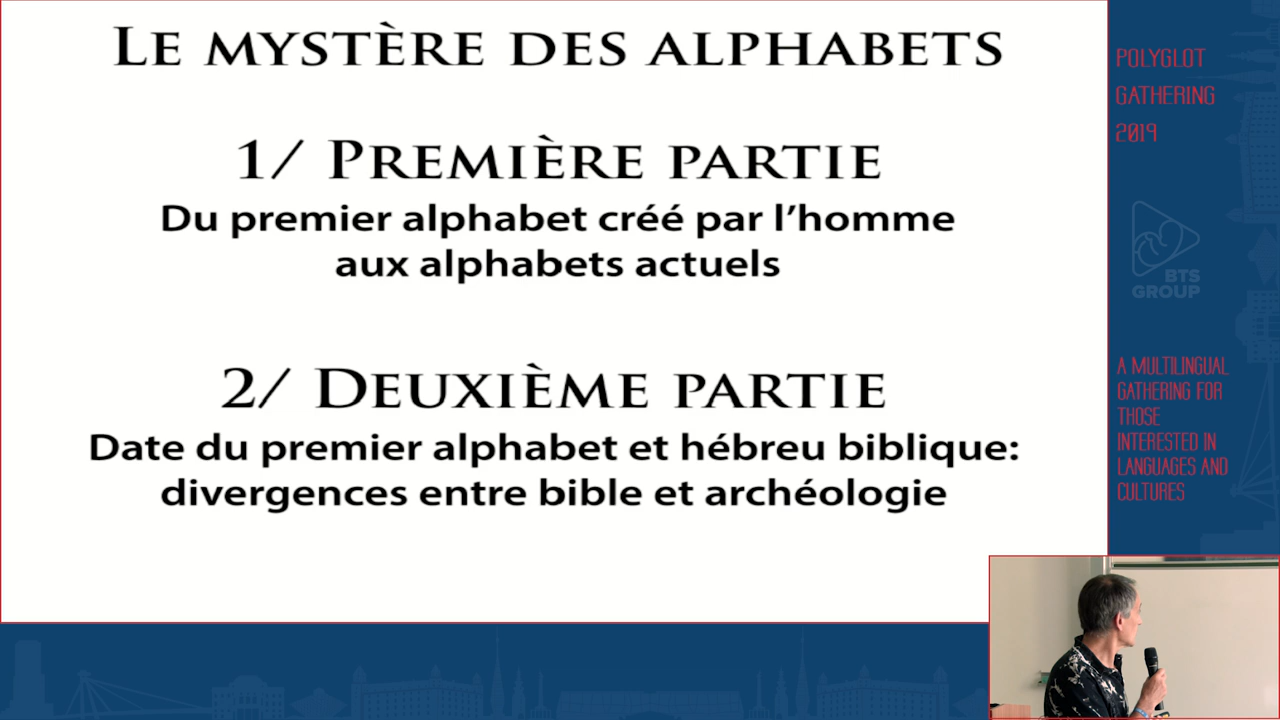 Le mystère des alphabets
1/ Première partie
Du premier alphabet créé par l’homme
aux alphabets actuels
2/ Deuxième partie
Date du premier alphabet et hébreu biblique:
divergences entre bible et archéologie
POLYGLOT
GATHERING
2019
BTS
GROUP
A MULTILINGUAL
GATHERING FOR
THOSE
INTERESTED IN
LANGUAGES AND
CULTURES